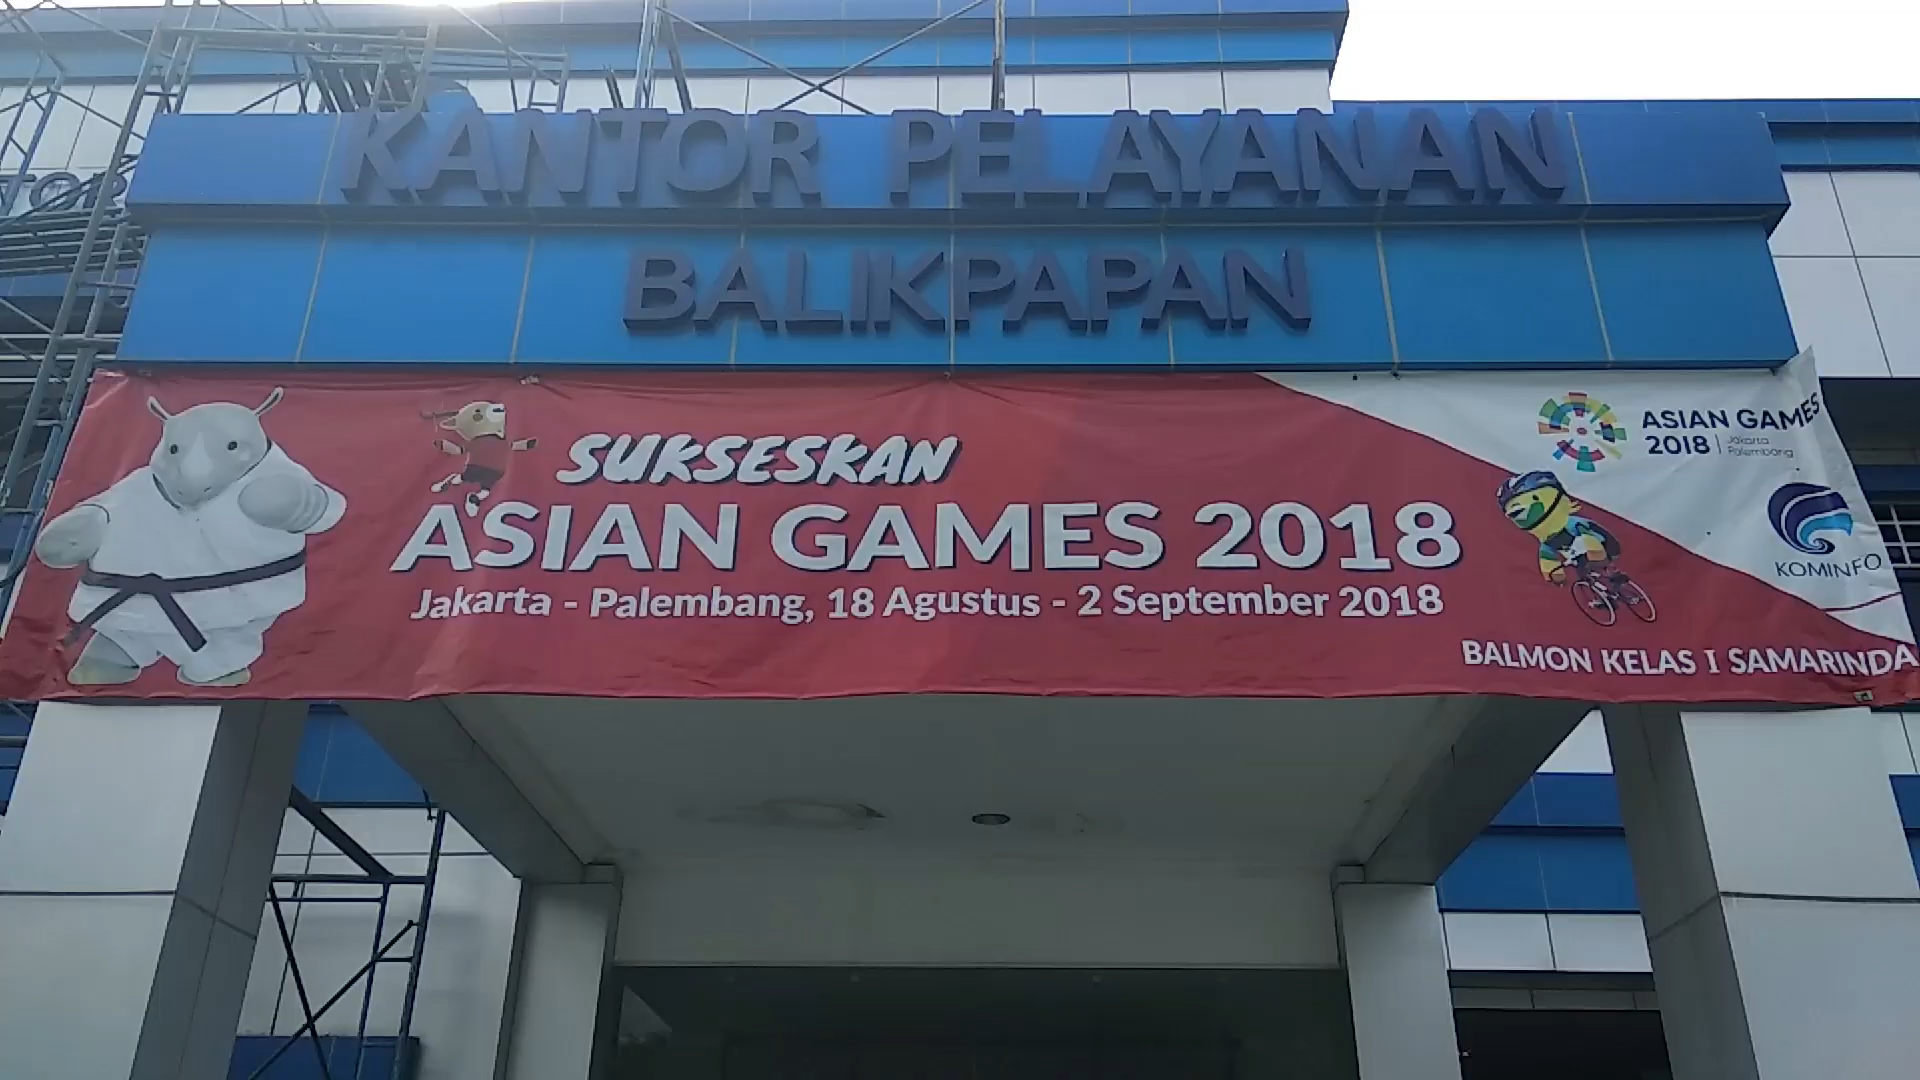 KANTOR PELAYANAN
TOR
BALIKPAPAN
SUKSESKAN
ASIAN GAMES 2018
Jakarta - Palembang, 18 Agustus - 2 September 2018
ASIAN GAMES
2018
Jakarta
Palembang
KOMINFO
BALMON KELAS I SAMARINDA